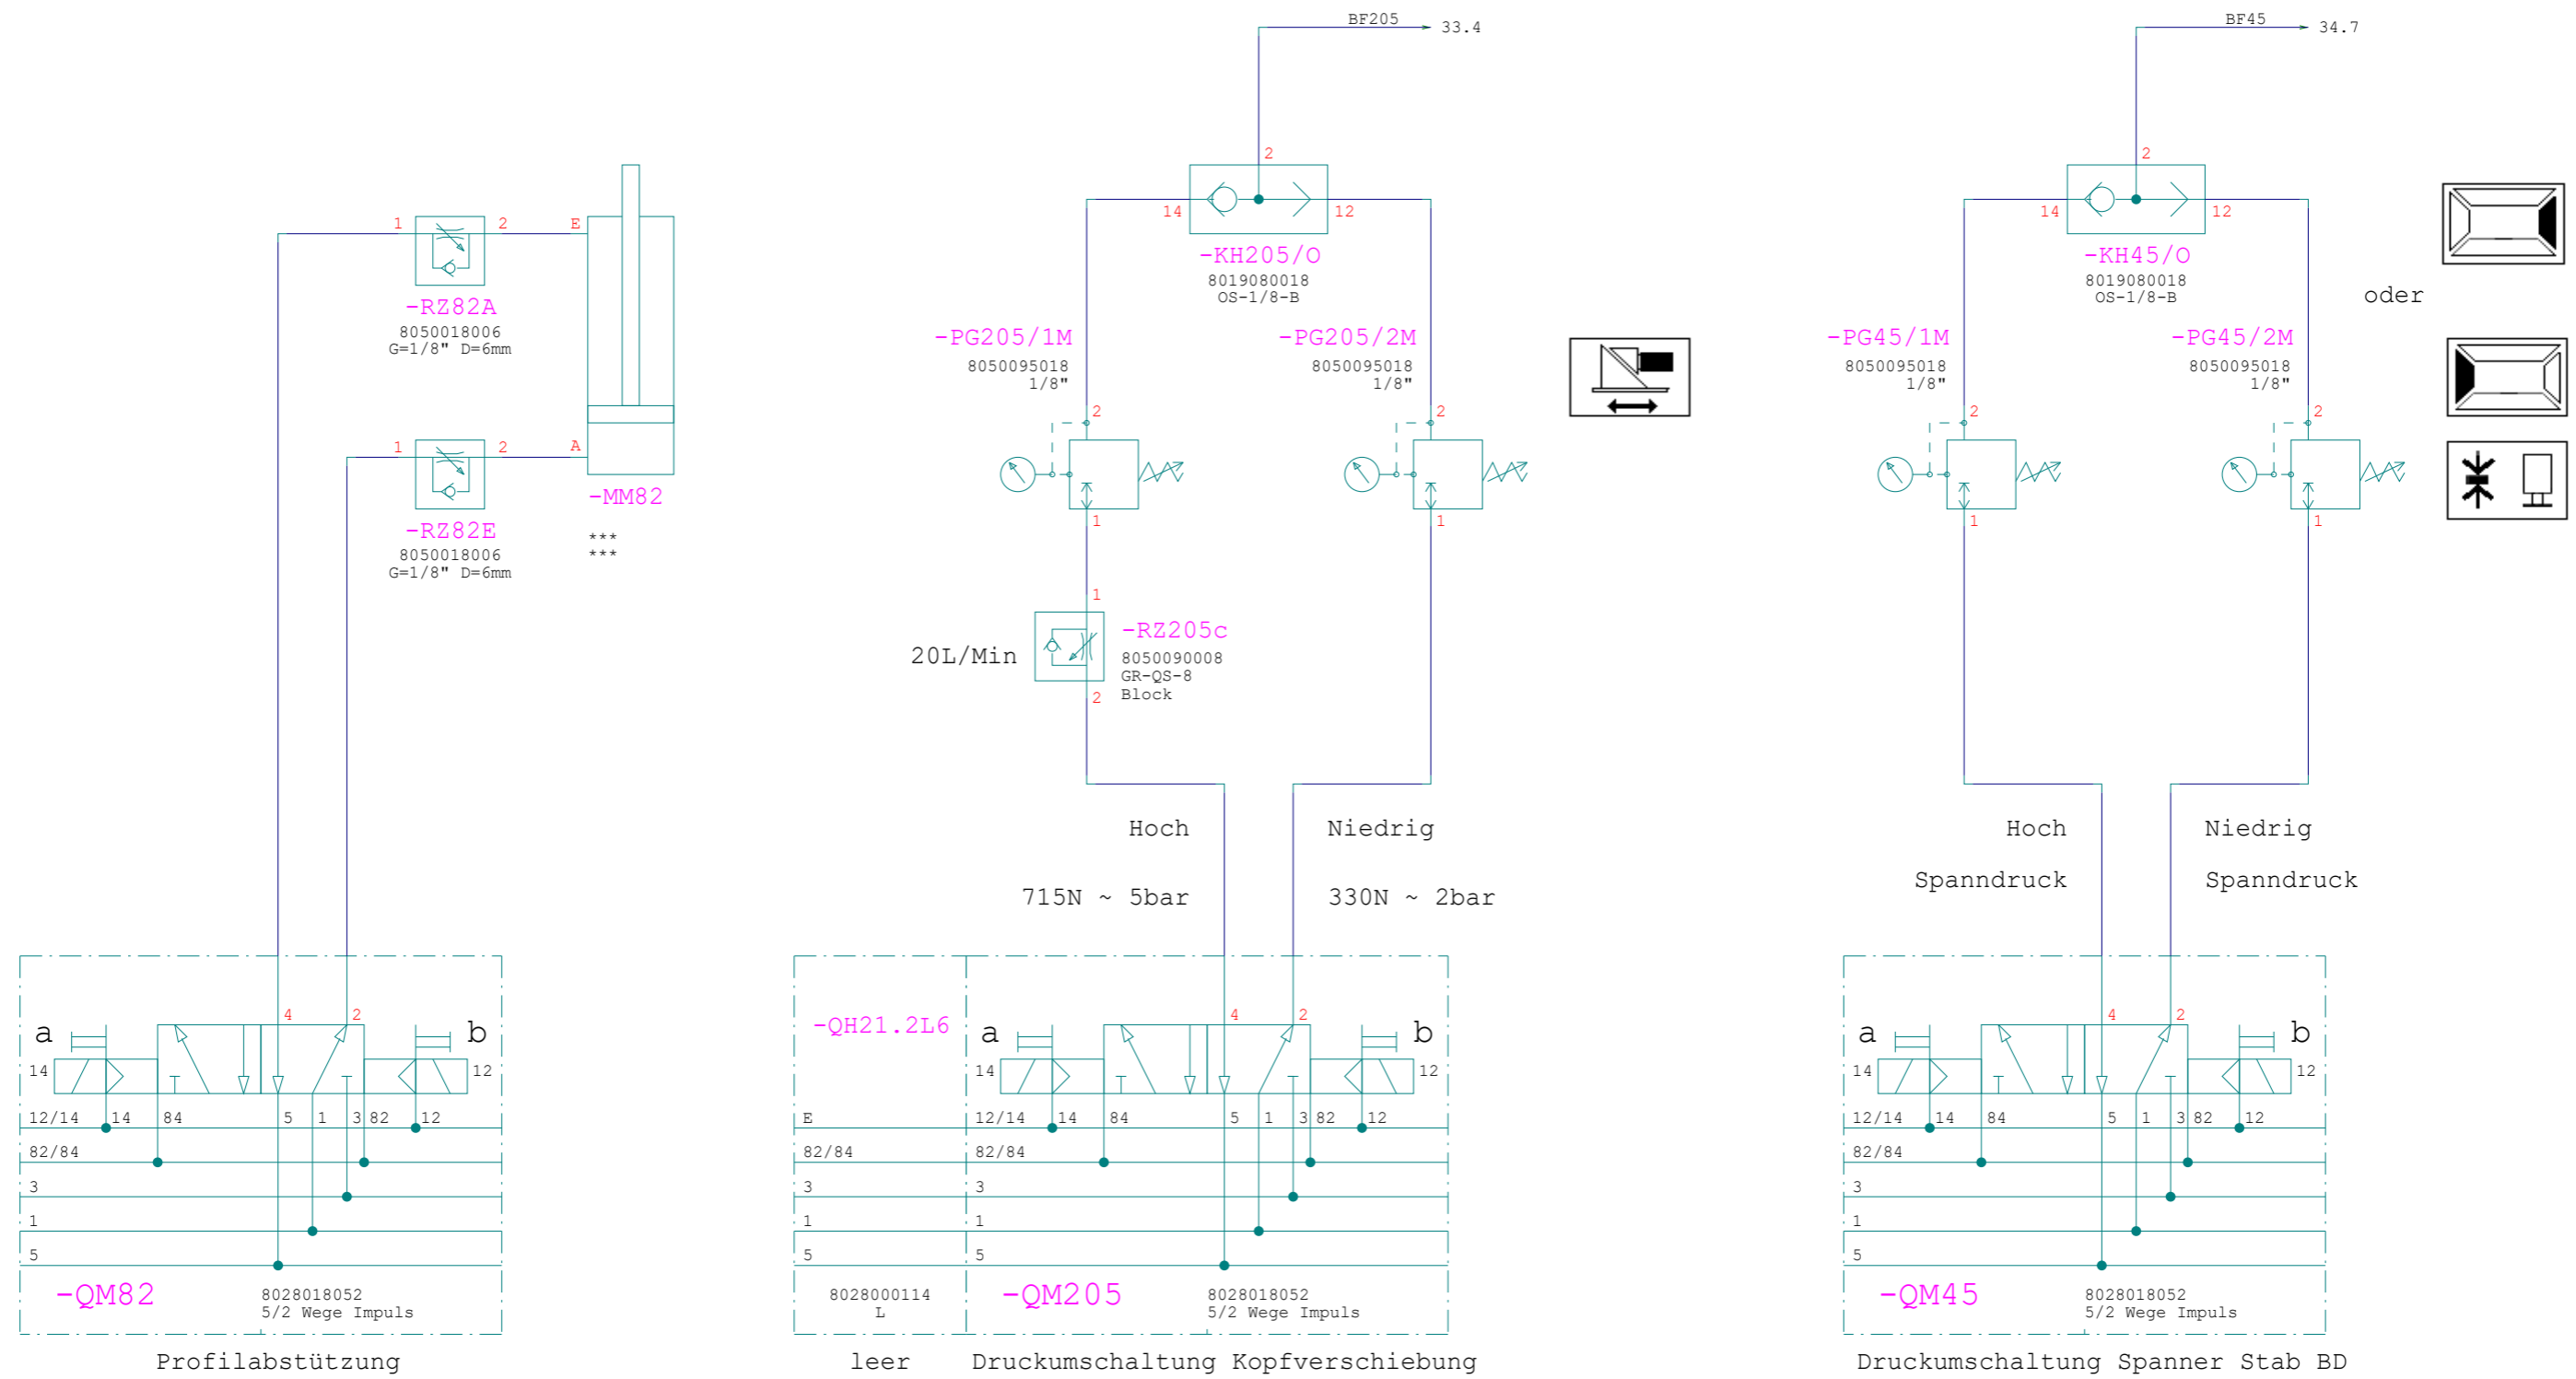 BF205
33.4
BF45
34.7
1
2
E
-RZ82A
8050018006
G=1/8" D=6mm
1
2
A
-RZ82E
8050018006
G=1/8" D=6mm
-MM82
***
***
4
2
a
b
14
12
12/14
14
84
5
1
3
82
12
82/84
3
1
5
-QM82
8028018052
5/2 Wege Impuls
Profilabstützung
2
14
12
-KH205/O
8019080018
OS-1/8-B
-PG205/1M
8050095018
1/8"
2
1
-PG205/2M
8050095018
1/8"
2
1
1
20L/Min
-RZ205c
8050090008
GR-QS-8
Block
2
Hoch
Niedrig
715N ~ 5bar
330N ~ 2bar
-QH21.2L6
E
82/84
3
1
5
8028000114
L
leer
4
2
a
b
14
12
12/14
14
84
5
1
3
82
12
82/84
3
1
5
-QM205
8028018052
5/2 Wege Impuls
Druckumschaltung Kopfverschiebung
2
14
12
-KH45/O
8019080018
OS-1/8-B
oder
-PG45/1M
8050095018
1/8"
2
1
-PG45/2M
8050095018
1/8"
2
1
Hoch
Niedrig
Spanndruck
Spanndruck
4
2
a
b
14
12
12/14
14
84
5
1
3
82
12
82/84
3
1
5
-QM45
8028018052
5/2 Wege Impuls
Druckumschaltung Spanner Stab BD